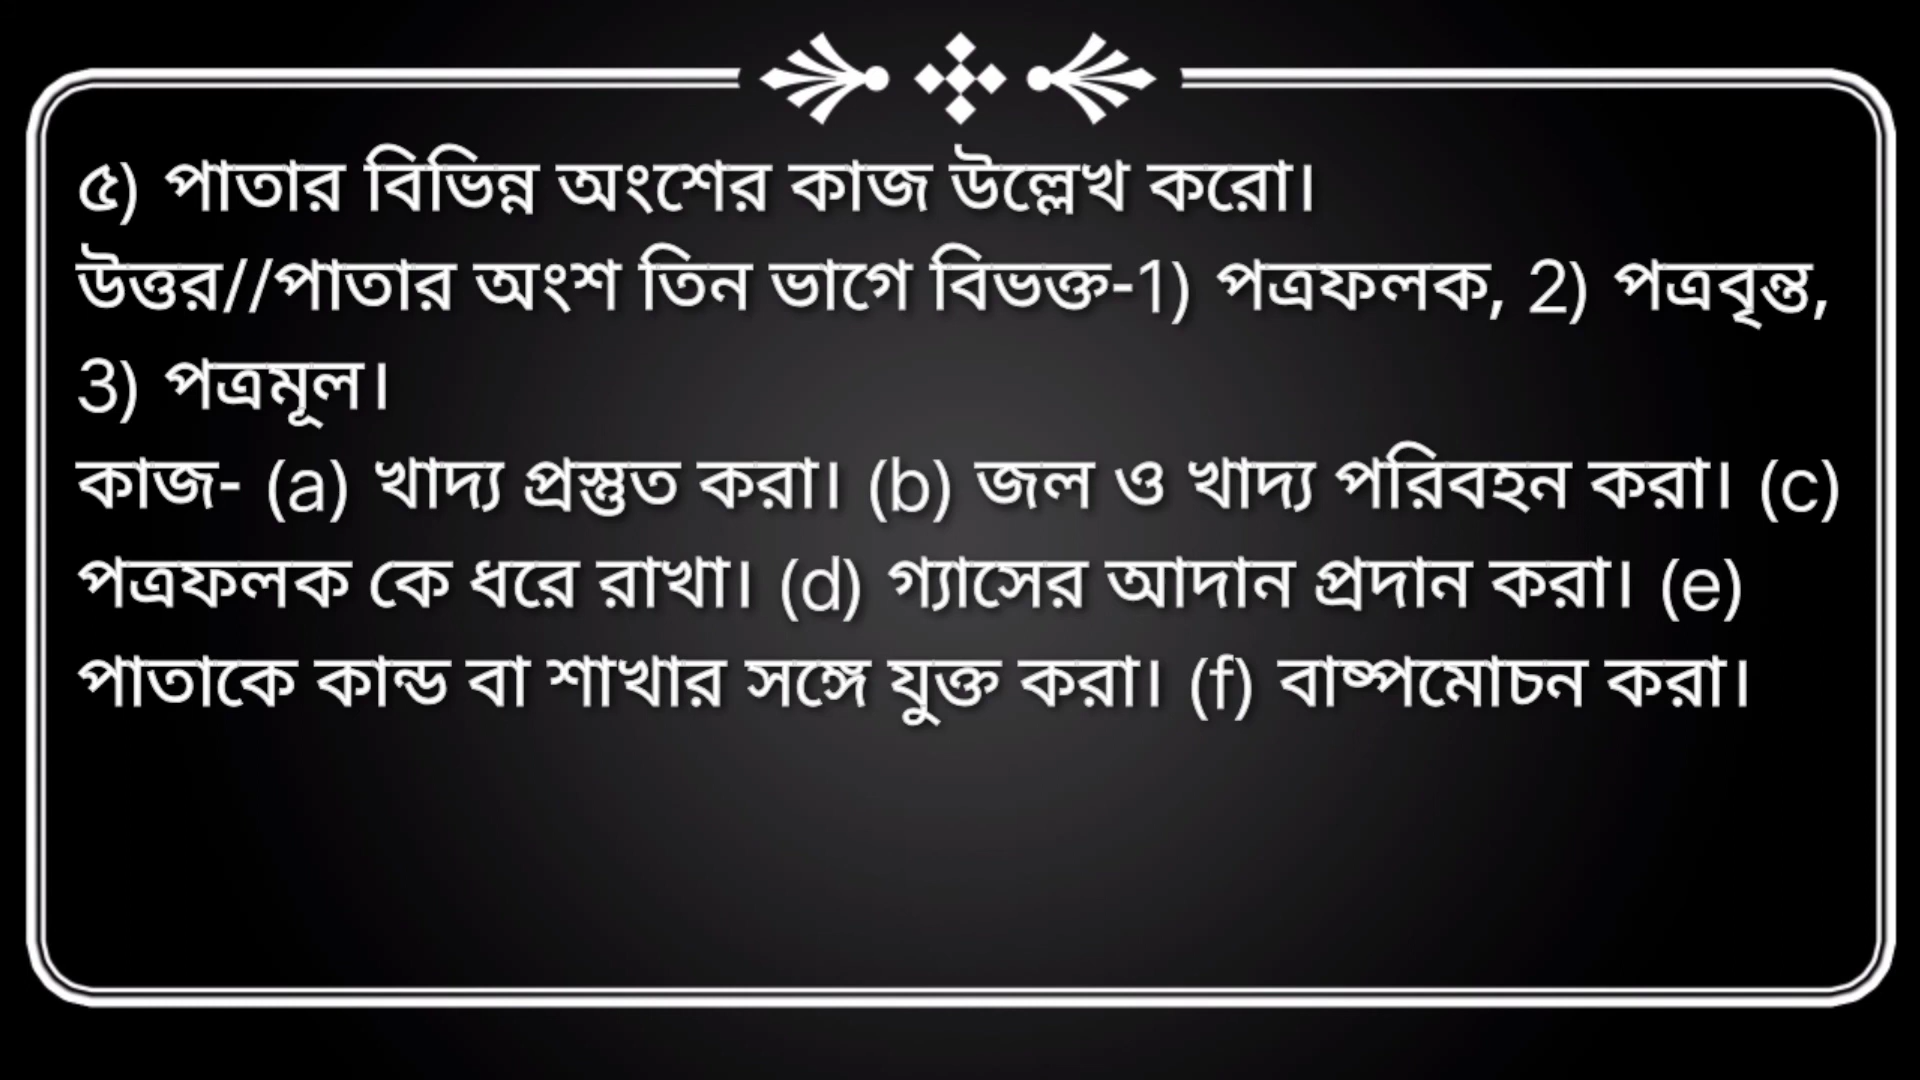 ৫) পাতার বিভিন্ন অংশের কাজ উল্লেখ করো।
উত্তর//পাতার অংশ তিন ভাগে বিভক্ত-1) পত্রফলক, 2) পত্রবৃন্ত,
3) পত্রমূল।
কাজ- (a) খাদ্য প্রস্তুত করা। (b) জল ও খাদ্য পরিবহন করা। (c)
পত্রফলক কে ধরে রাখা। (d) গ্যাসের আদান প্রদান করা। (e)
পাতাকে কান্ড বা শাখার সঙ্গে যুক্ত করা। (f) বাষ্পমোচন করা।